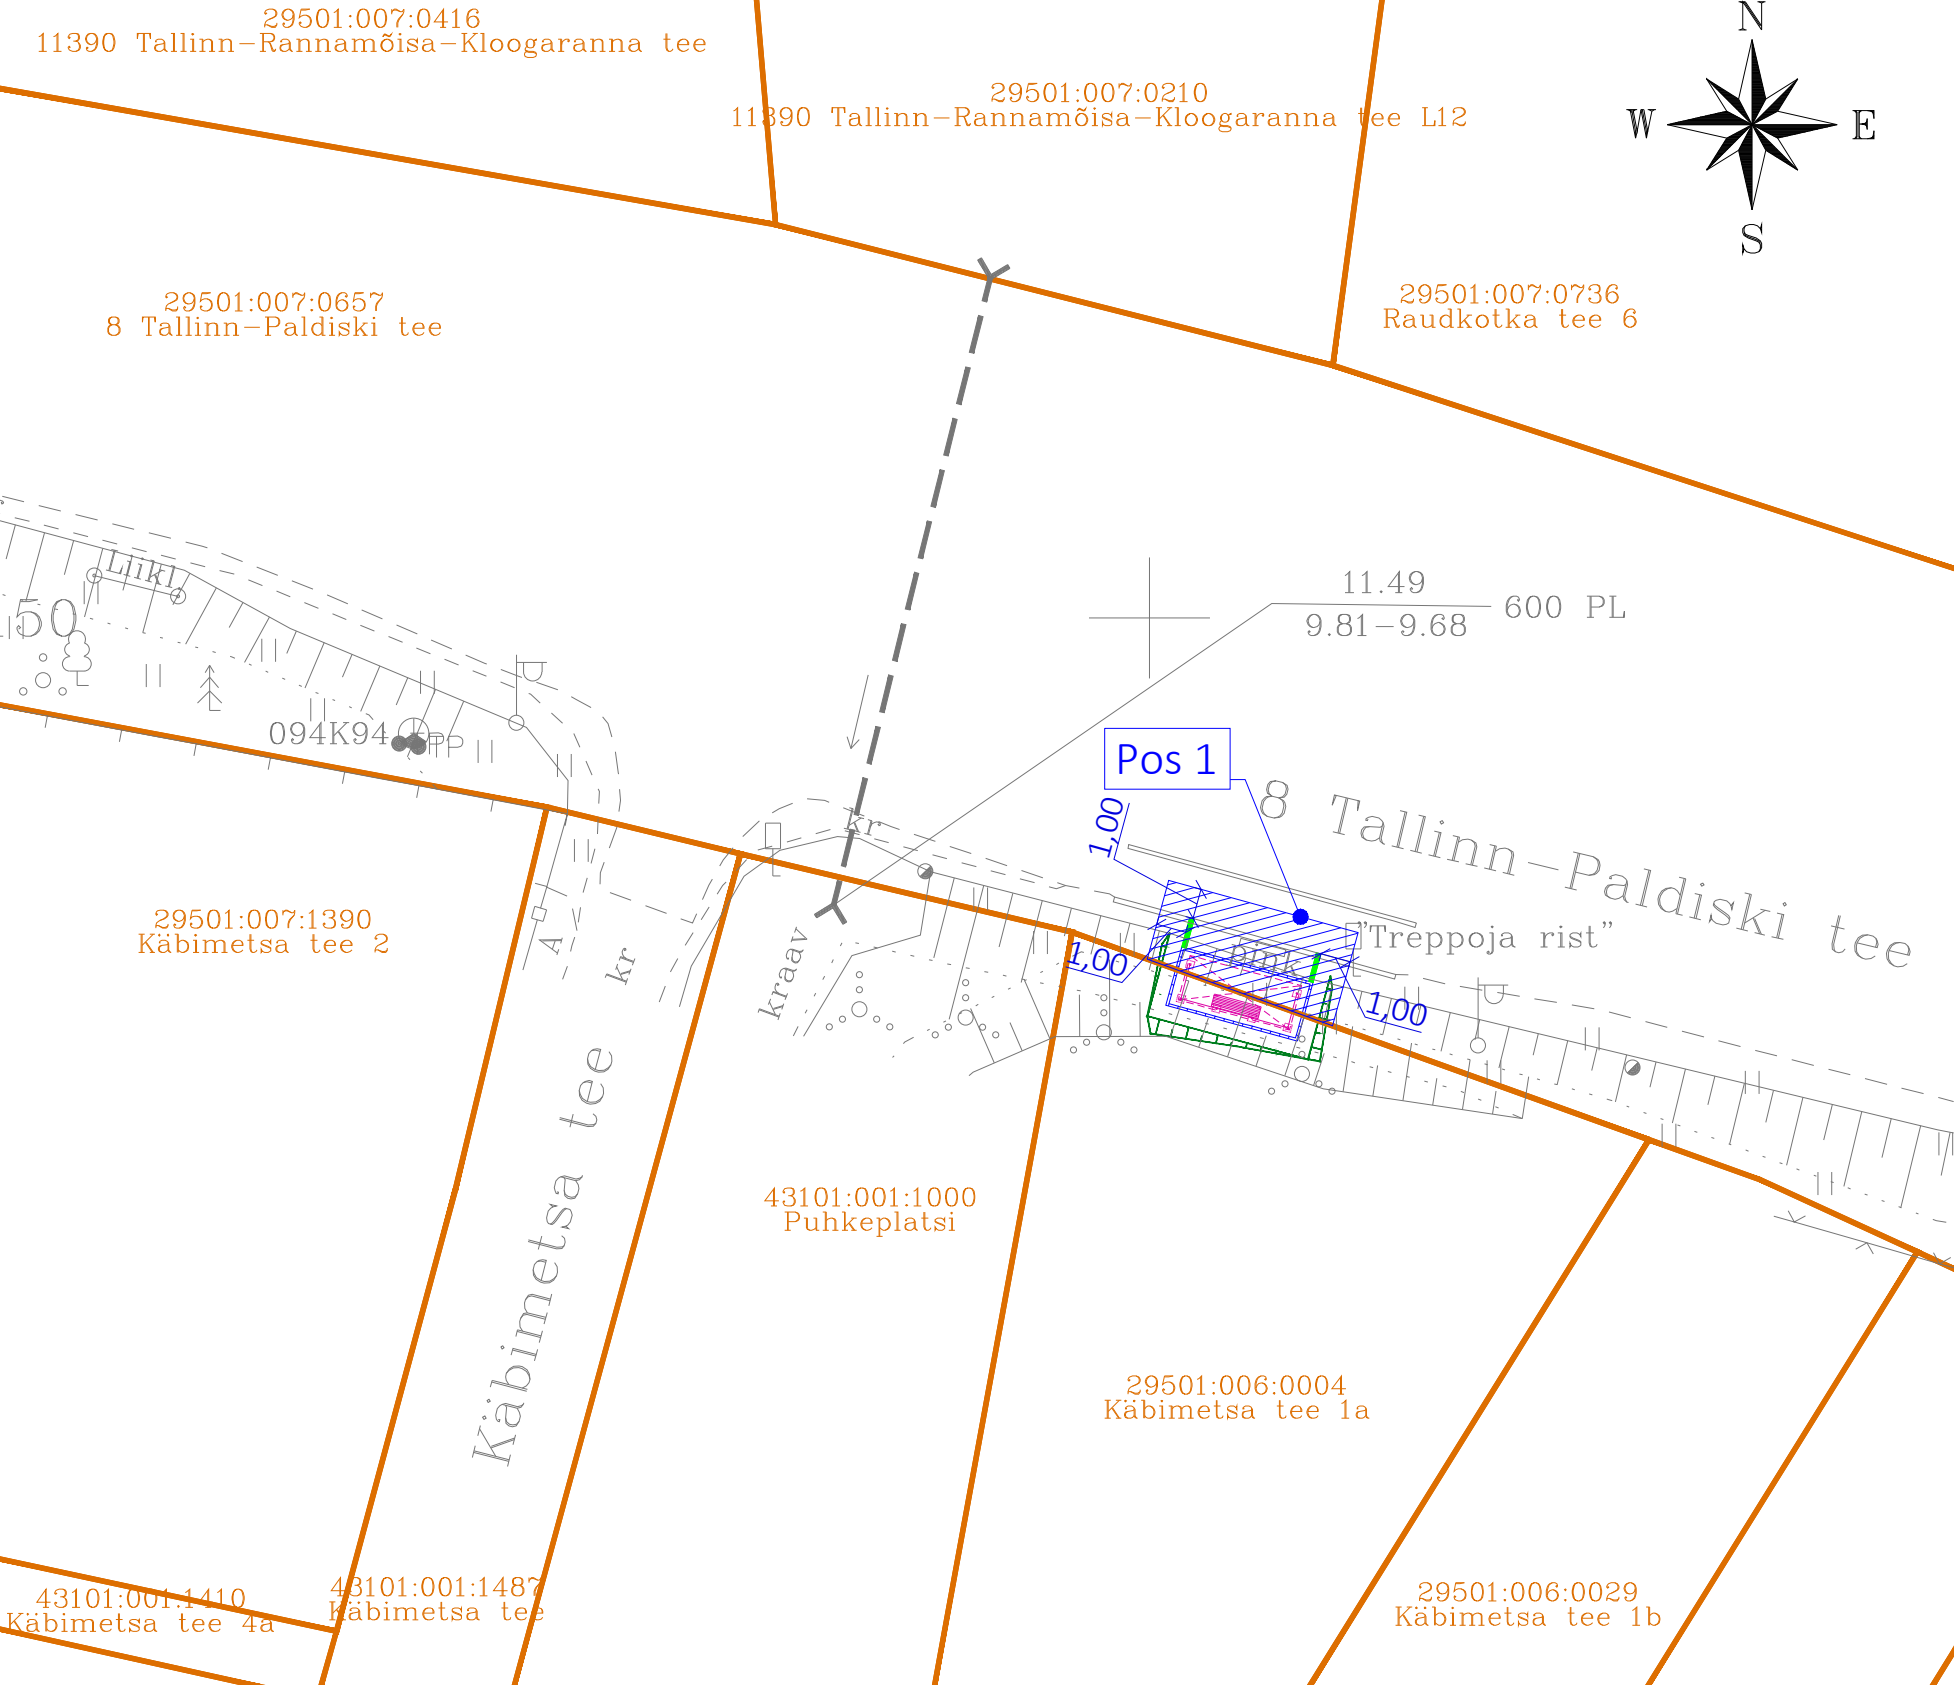 29501:007:0416
11390 Tallinn-Rannamõisa-Kloogaranna tee
N
29501:007:0210
11390 Tallinn-Rannamõisa-Kloogaranna tee L12
W
E
S
29501:007:0657
8 Tallinn-Paldiski tee
29501:007:0736
Raudkotka tee 6
Liikl.
50
11.49
9.81-9.68
600 PL
094K94
TP
Pos 1
1,00
kr
8 Tallinn-Paldiski tee
29501:007:1390
Käbimetsa tee 2
A
kr
kraav
1,00
pink
"Treppoja rist"
1,00
Käbimetsa tee
43101:001:1000
Puhkeplatsi
29501:006:0004
Käbimetsa tee 1a
43101:001:1410
Käbimetsa tee 4a
43101:001:1487
Käbimetsa tee
29501:006:0029
Käbimetsa tee 1b